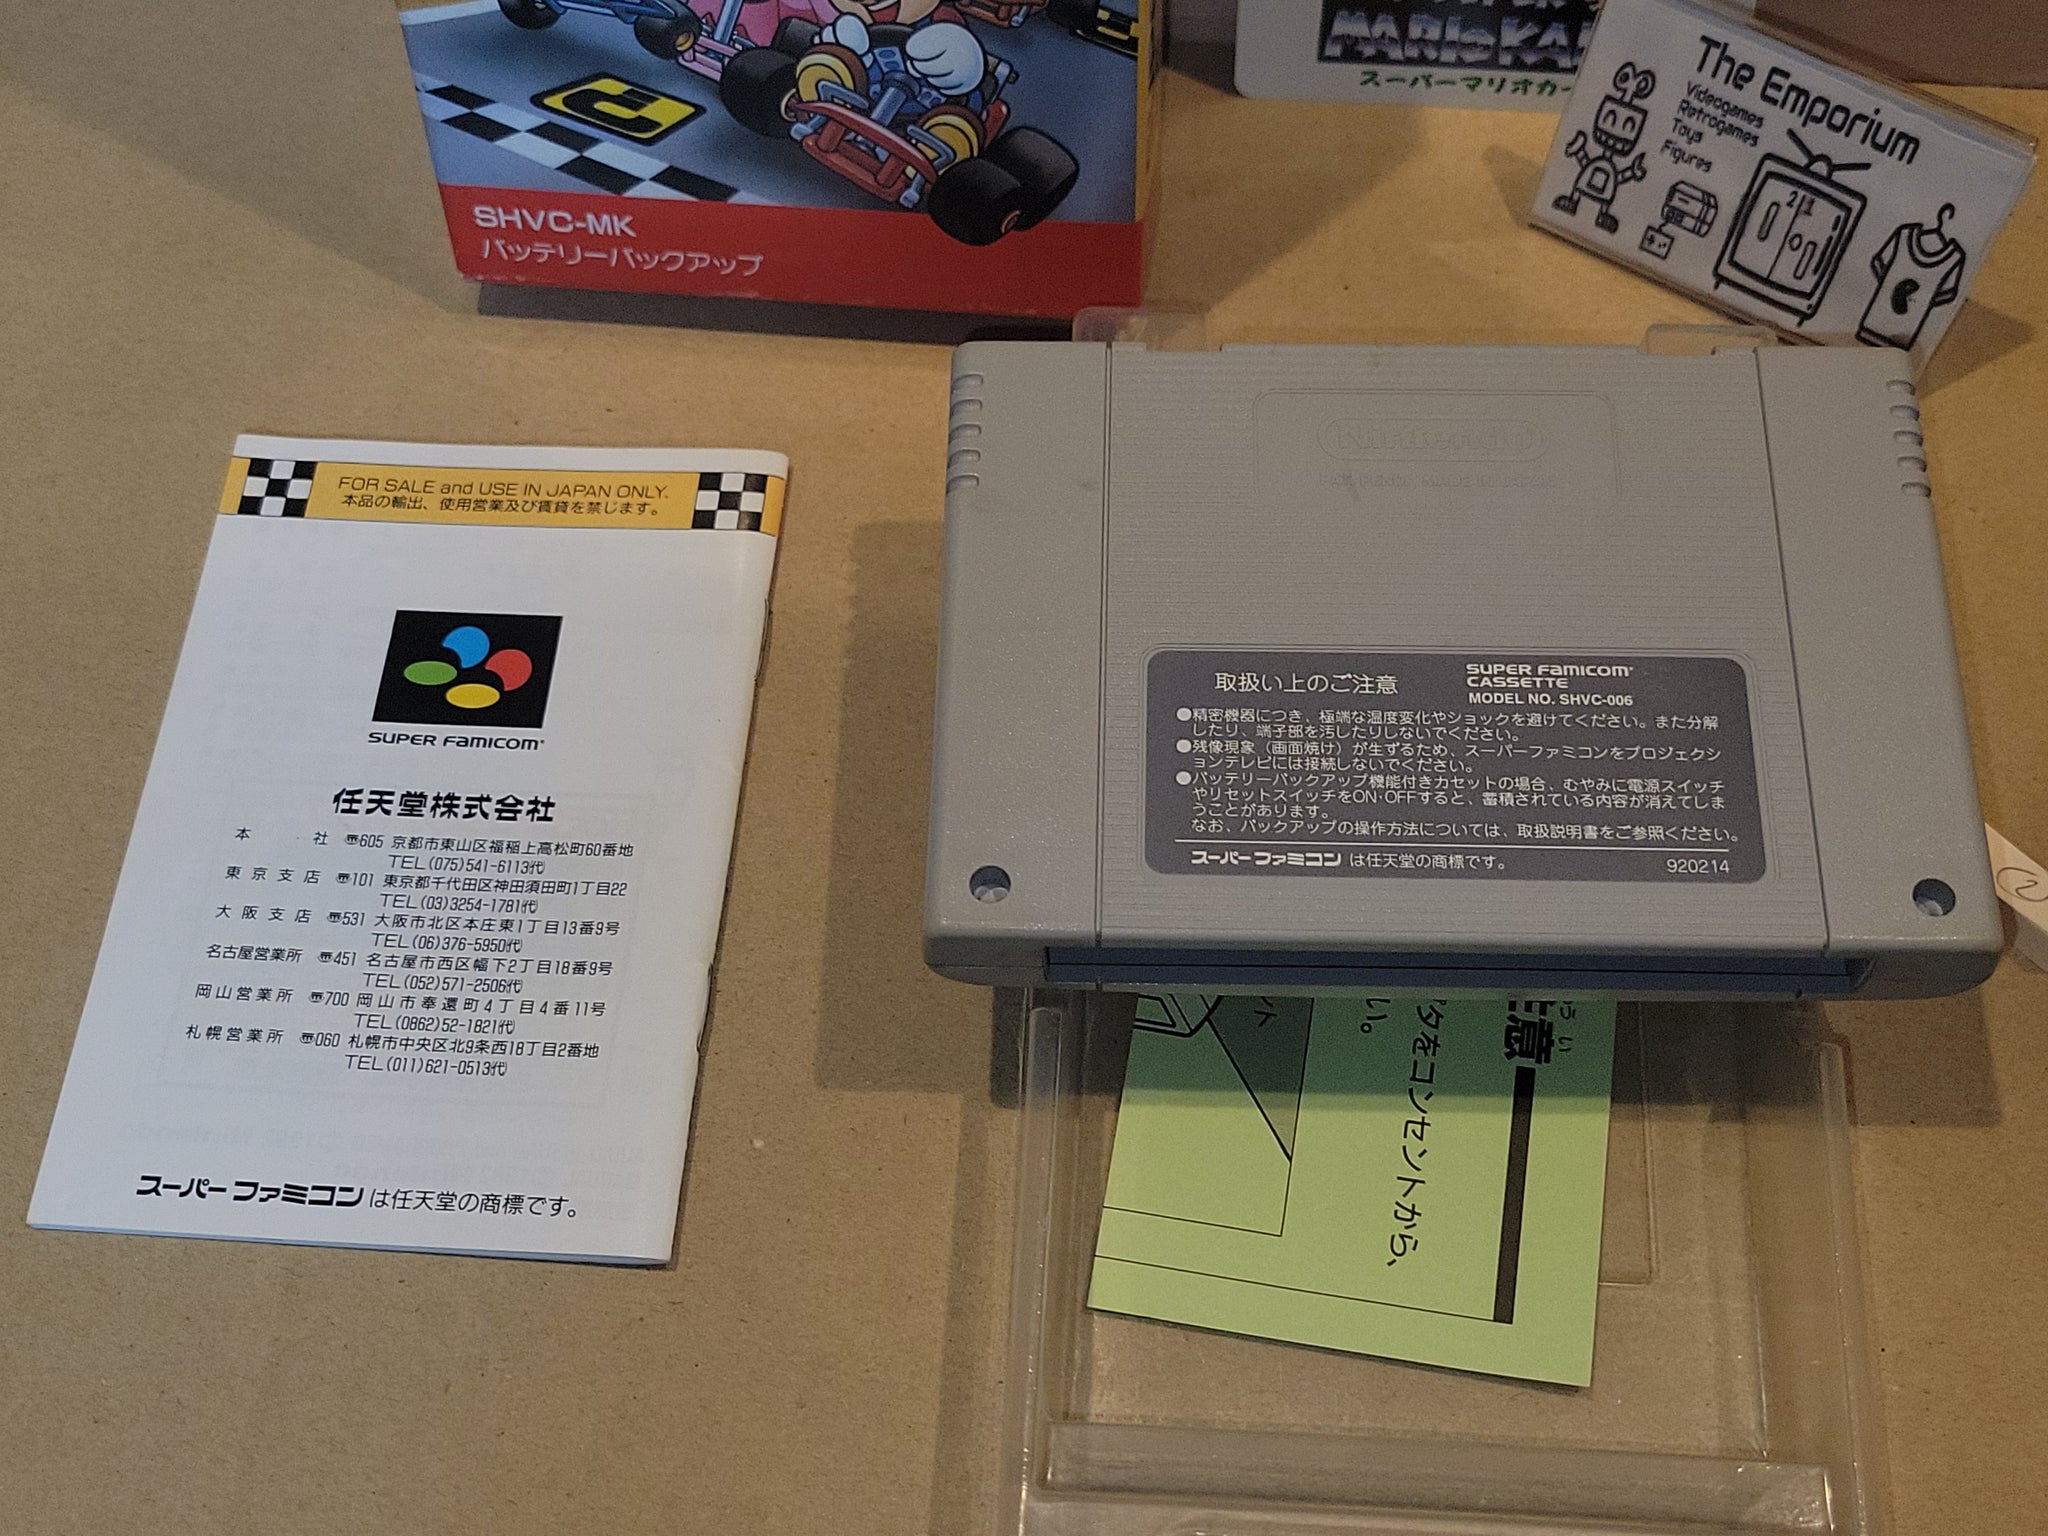 MARIO KA
スーパーマリオカー
The Emporium
Videogames
Retrogames
Toys
Figures
SHVC-MK
バッテリーバックアップ
FOR SALE and USE IN JAPAN ONLY.
本品の輸出、使用営業及び賃貸を禁じます。
SUPER FAMICOM
任天堂株式会社
本社 〒605 京都市東山区福稲上高松町60番地
TEL(075)541-6113代
東京支店 〒101 東京都千代田区神田須田町1丁目22
TEL(03)3254-1781代
大阪支店 〒531 大阪市北区本庄東1丁目13番9号
TEL(06)376-5950代
名古屋営業所 〒451 名古屋市西区幅下2丁目18番9号
TEL(052)571-2506代
岡山営業所 〒700 岡山市奉還町4丁目4番11号
TEL(0862)52-1821代
札幌営業所 〒060 札幌市中央区北9条西18丁目2番地
TEL(011)621-0513代
スーパーファミコンは任天堂の商標です。
Nintendo
MADE IN JAPAN
取扱い上のご注意
SUPER FAMICOM
CASSETTE
MODEL NO. SHVC-006
●精密機器につき、極端な温度変化やショックを避けてください。また分解
したり、端子部を汚したりしないでください。
●残像現象（画面焼け）が生ずるため、スーパーファミコンをプロジェクシ
ョンテレビには接続しないでください。
●バッテリーバックアップ機能付きカセットの場合、むやみに電源スイッチ
やリセットスイッチをON・OFFすると、蓄積されている内容が消えてしま
うことがあります。
なお、バックアップの操作方法については、取扱説明書をご参照ください。
スーパーファミコンは任天堂の商標です。
920214
意
タをコンセントから、
い。
ント